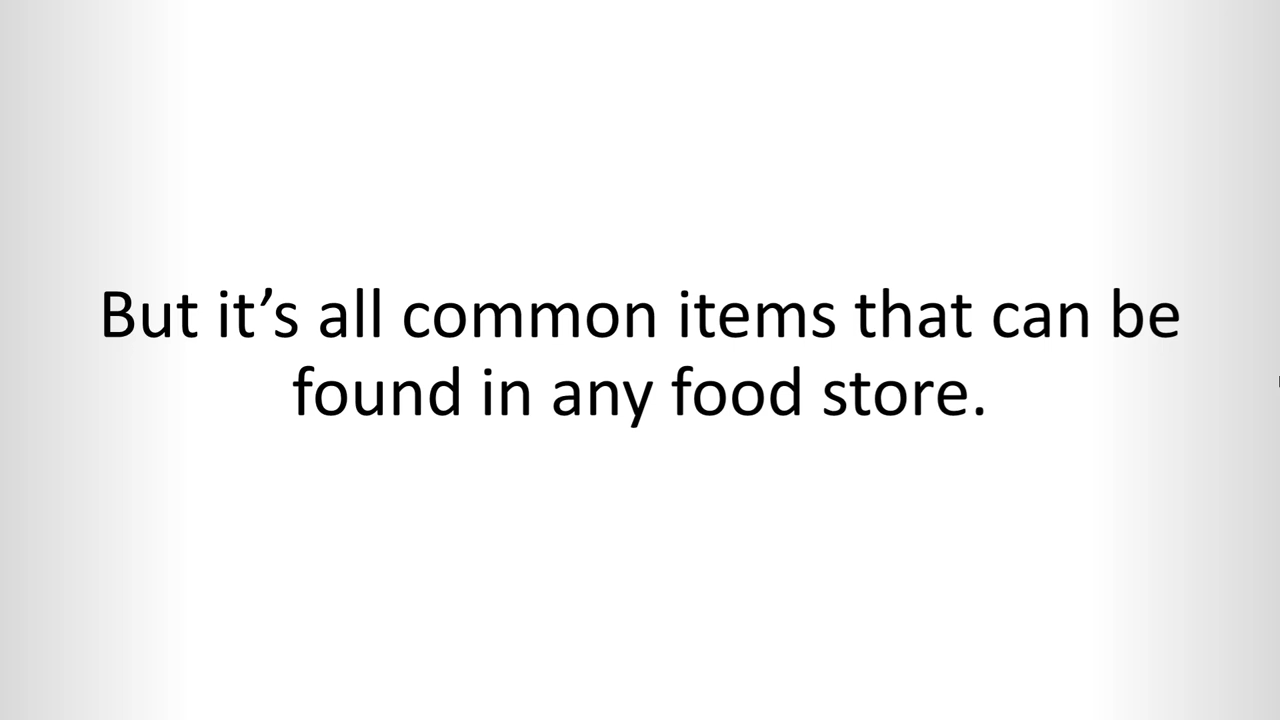 But it’s all common items that can be
found in any food store.